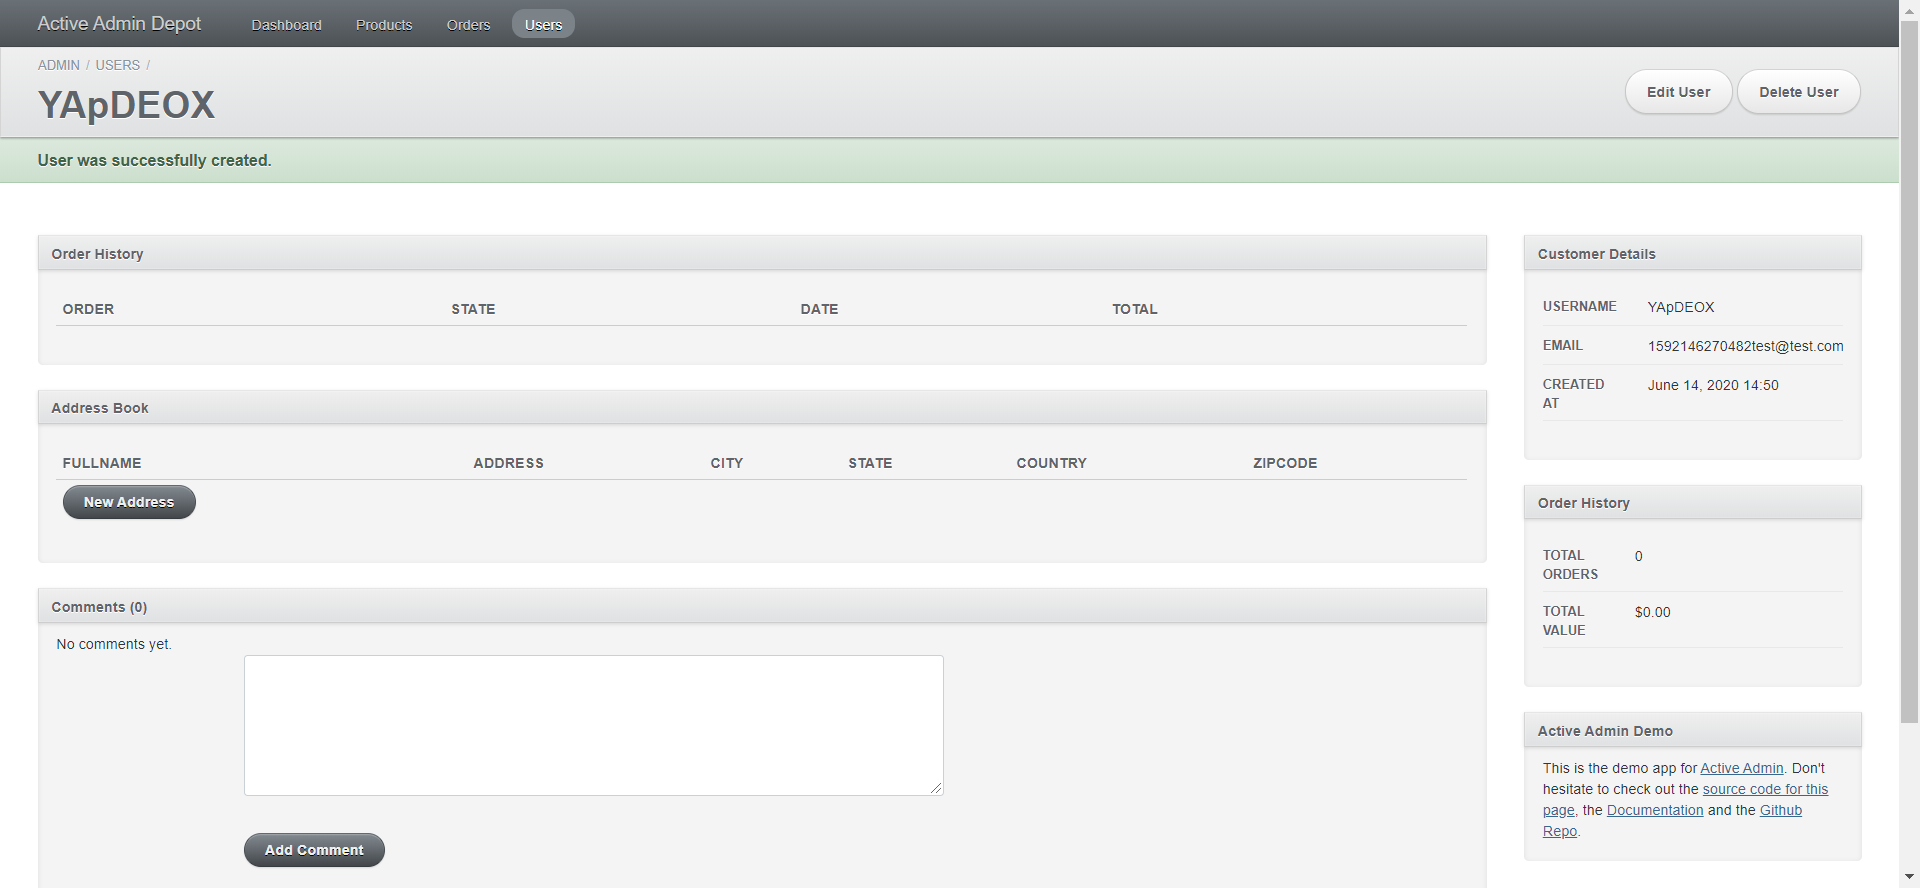 Active Admin Depot Dashboard Products Orders Users
ADMIN / USERS /
YApDEOX
Edit User Delete User
User was successfully created.
Order History
ORDER STATE DATE TOTAL
Address Book
FULLNAME ADDRESS CITY STATE COUNTRY ZIPCODE
New Address
Comments (0)
No comments yet.
Add Comment
Customer Details
USERNAME YApDEOX
EMAIL 1592146270482test@test.com
CREATED AT June 14, 2020 14:50
Order History
TOTAL ORDERS 0
TOTAL VALUE $0.00
Active Admin Demo
This is the demo app for Active Admin. Don't
hesitate to check out the source code for this
page, the Documentation and the Github
Repo.